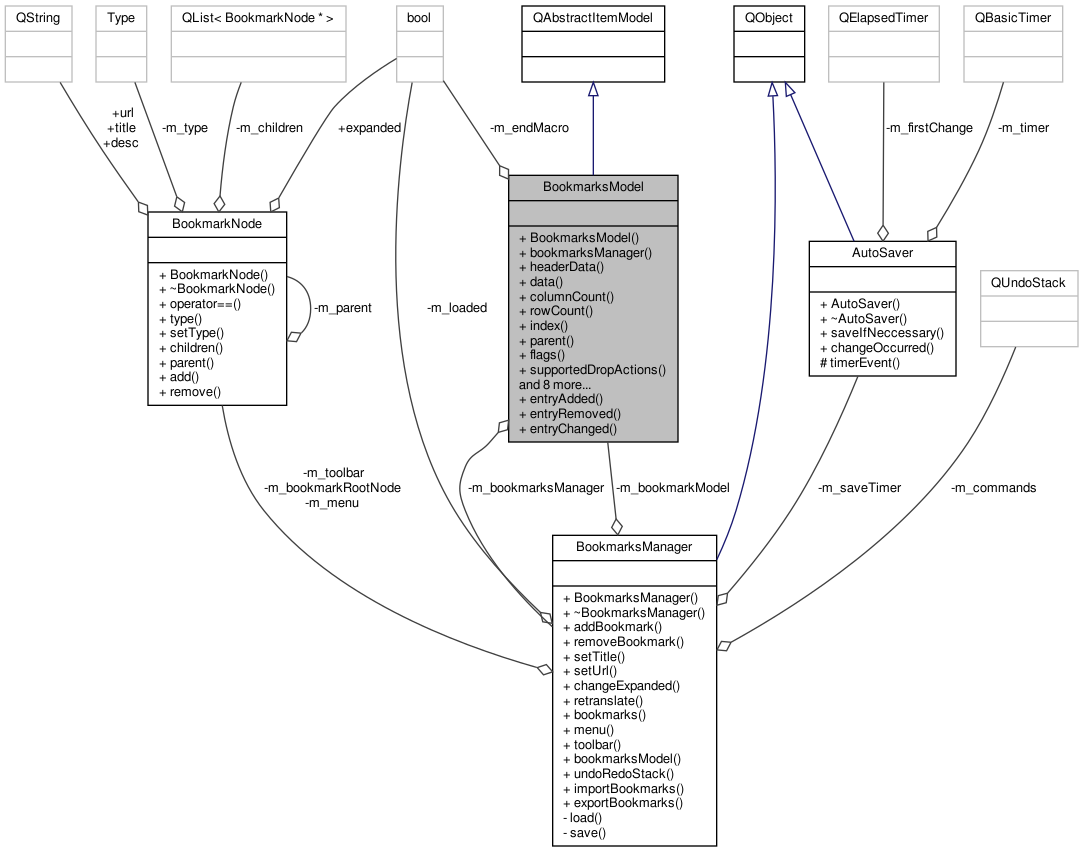 QString
Type
QList< BookmarkNode * >
bool
QAbstractItemModel
QObject
QElapsedTimer
QBasicTimer
+url
+title
+desc
-m_type
-m_children
+expanded
-m_endMacro
-m_firstChange
-m_timer
BookmarkNode
+ BookmarkNode()
+ ~BookmarkNode()
+ operator==()
+ type()
+ setType()
+ children()
+ parent()
+ add()
+ remove()
-m_parent
-m_loaded
BookmarksModel
+ BookmarksModel()
+ bookmarksManager()
+ headerData()
+ data()
+ columnCount()
+ rowCount()
+ index()
+ parent()
+ flags()
+ supportedDropActions()
and 8 more...
+ entryAdded()
+ entryRemoved()
+ entryChanged()
AutoSaver
+ AutoSaver()
+ ~AutoSaver()
+ saveIfNeccessary()
+ changeOccurred()
# timerEvent()
QUndoStack
-m_toolbar
-m_bookmarkRootNode
-m_menu
-m_bookmarksManager
-m_bookmarkModel
-m_saveTimer
-m_commands
BookmarksManager
+ BookmarksManager()
+ ~BookmarksManager()
+ addBookmark()
+ removeBookmark()
+ setTitle()
+ setUrl()
+ changeExpanded()
+ retranslate()
+ bookmarks()
+ menu()
+ toolbar()
+ bookmarksModel()
+ undoRedoStack()
+ importBookmarks()
+ exportBookmarks()
- load()
- save()